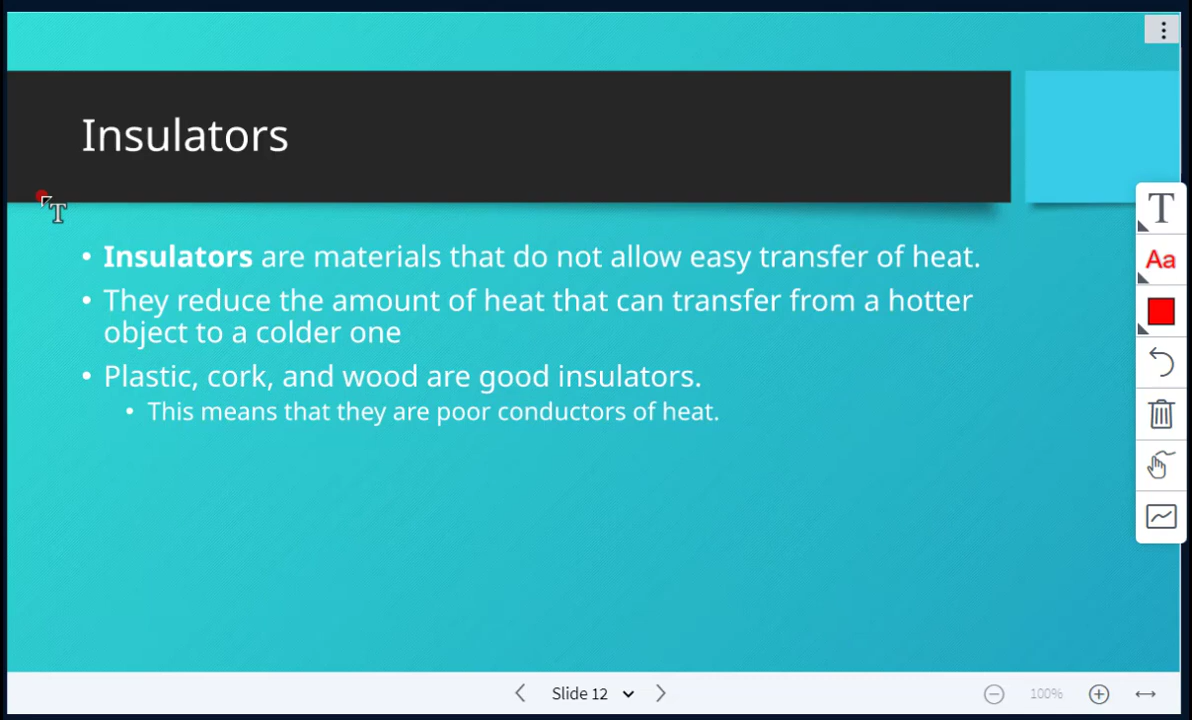 Insulators
• Insulators are materials that do not allow easy transfer of heat.
• They reduce the amount of heat that can transfer from a hotter
object to a colder one
• Plastic, cork, and wood are good insulators.
• This means that they are poor conductors of heat.
T
Aa
Slide 12
100%